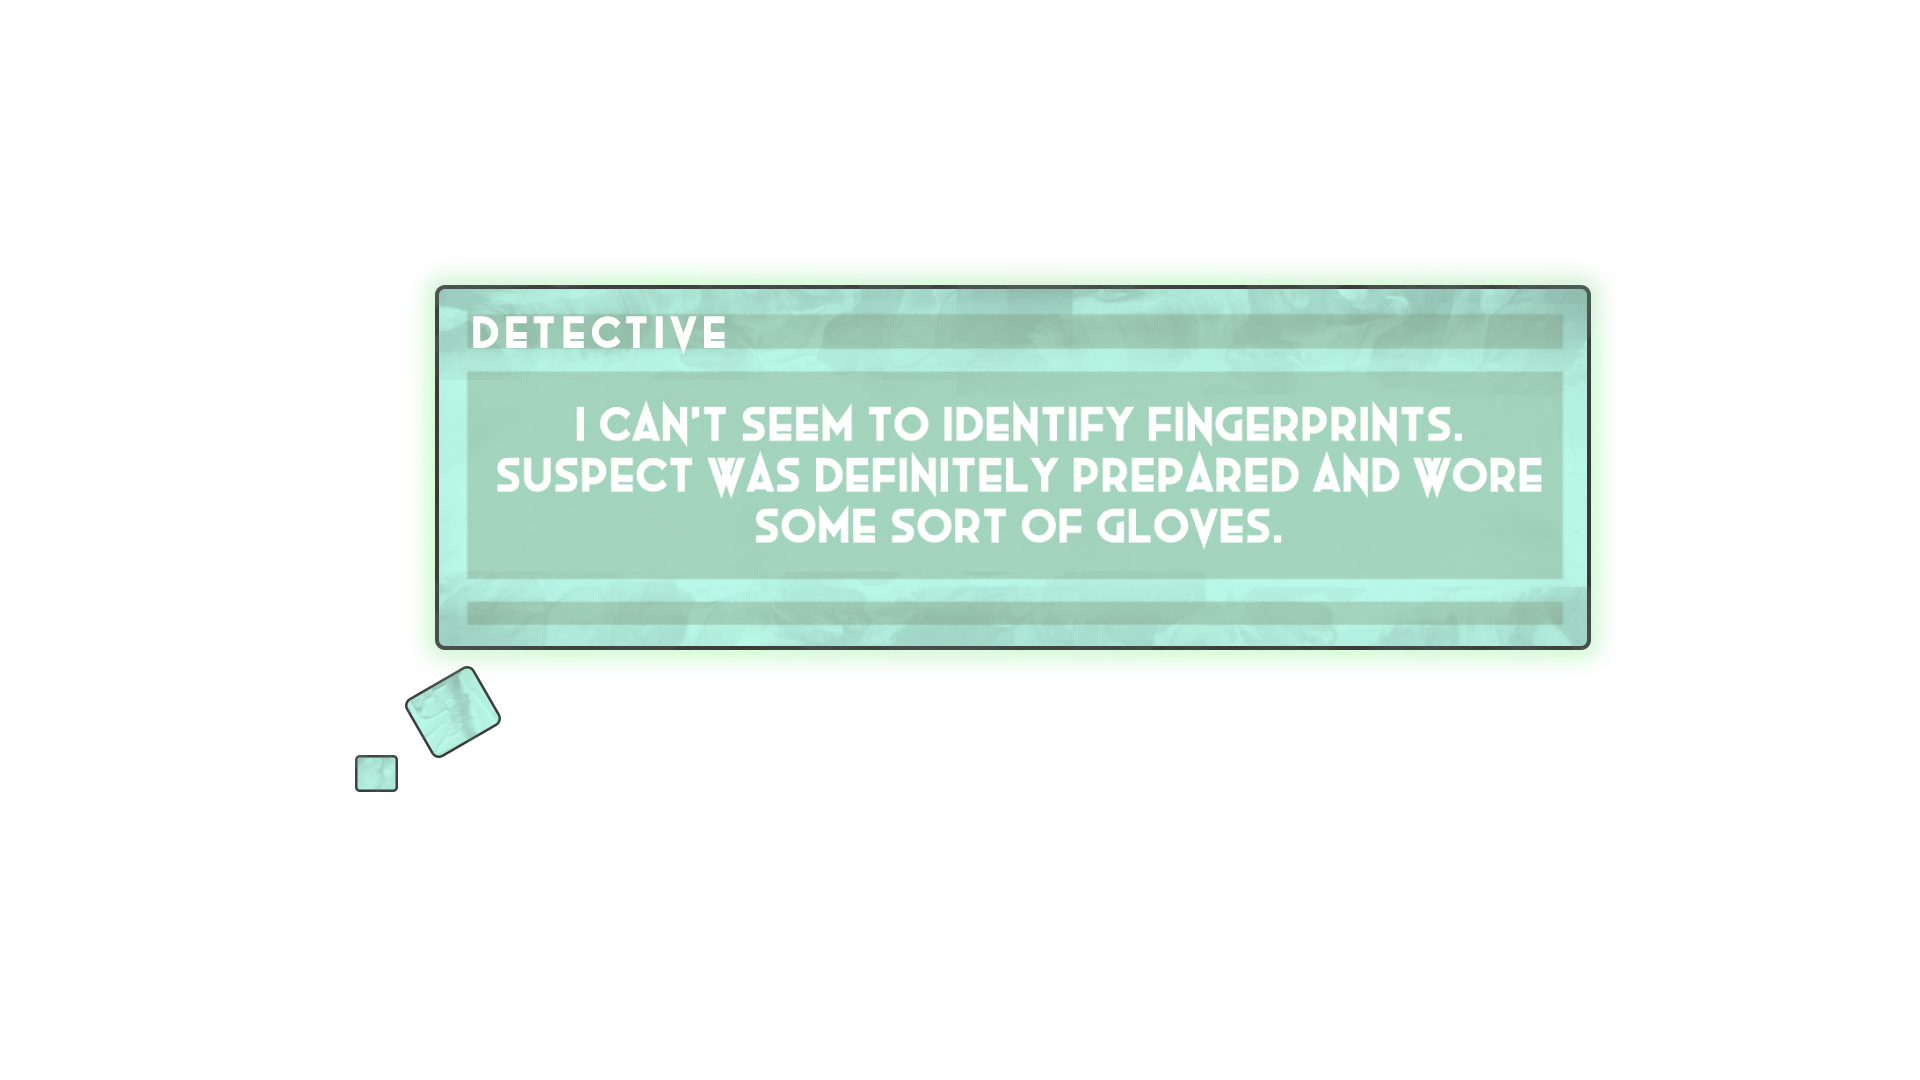 DETECTIVE
I CAN'T SEEM TO IDENTIFY FINGERPRINTS.
SUSPECT WAS DEFINITELY PREPARED AND WORE
SOME SORT OF GLOVES.